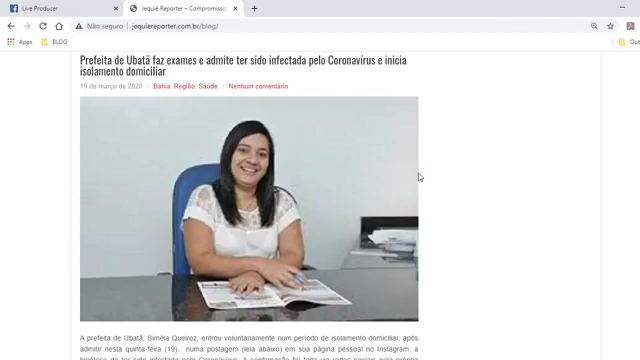 Live Producer
Jequié Repórter – Compromisso
Não seguro
jequiereporter.com.br/blog/
Apps
BLOG
Prefeita de Ubatã faz exames e admite ter sido infectada pelo Coronavírus e inicia
isolamento domiciliar
19 de março de 2020
Bahia, Região, Saúde
Nenhum comentário
A prefeita de Ubatã, Siméia Queiroz, entrou voluntariamente num período de isolamento domiciliar, após
admitir nesta quinta-feira (19), numa postagem (leia abaixo) em sua página pessoal no Instagram, a